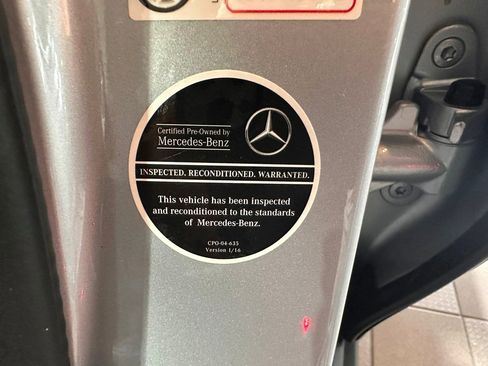 Certified Pre-Owned by
Mercedes-Benz
INSPECTED. RECONDITIONED. WARRANTED.
This vehicle has been inspected
and reconditioned to the standards
of Mercedes-Benz.
CPO-04-635
Version 1/16